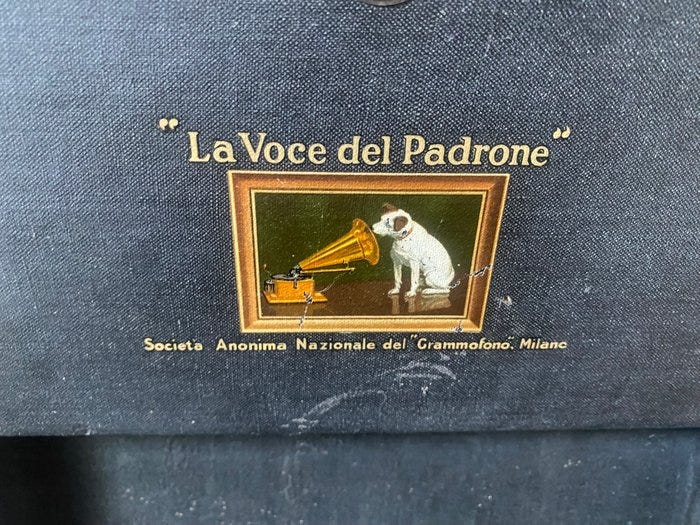 "La Voce del Padrone"
Societa Anonima Nazionale del "Grammofono". Milano